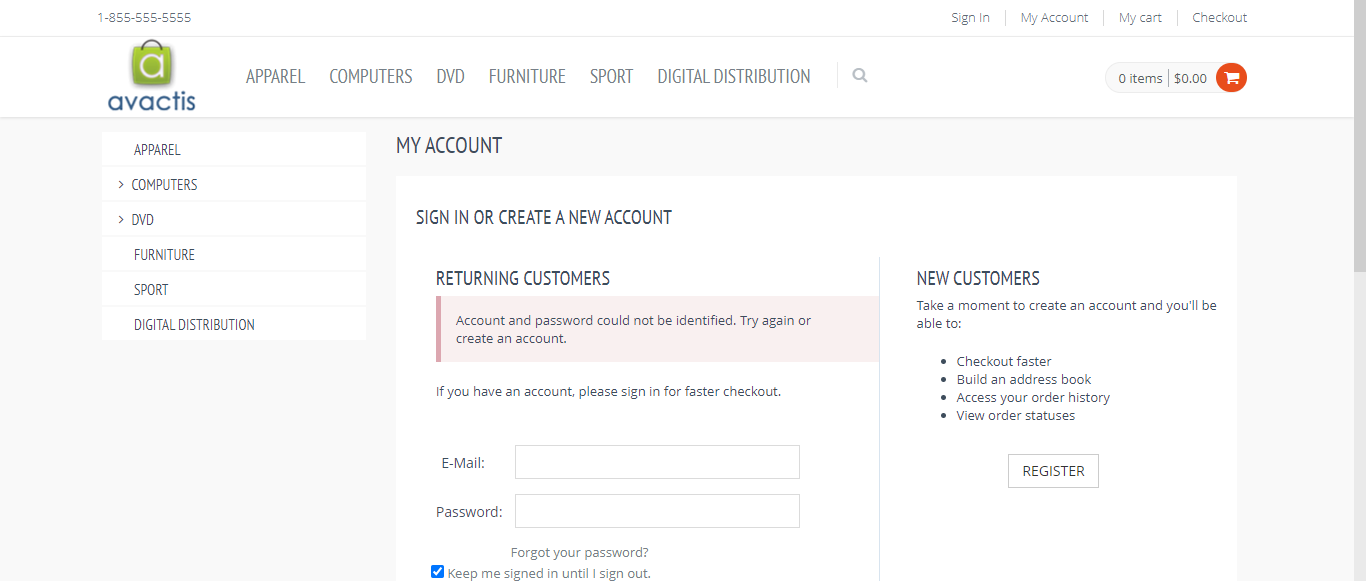 1-855-555-5555
Sign In
My Account
My cart
Checkout
a
avactis
APPAREL
COMPUTERS
DVD
FURNITURE
SPORT
DIGITAL DISTRIBUTION
0 items
$0.00
APPAREL
COMPUTERS
DVD
FURNITURE
SPORT
DIGITAL DISTRIBUTION
MY ACCOUNT
SIGN IN OR CREATE A NEW ACCOUNT
RETURNING CUSTOMERS
Account and password could not be identified. Try again or
create an account.
If you have an account, please sign in for faster checkout.
E-Mail:
Password:
Forgot your password?
Keep me signed in until I sign out.
NEW CUSTOMERS
Take a moment to create an account and you'll be
able to:
Checkout faster
Build an address book
Access your order history
View order statuses
REGISTER